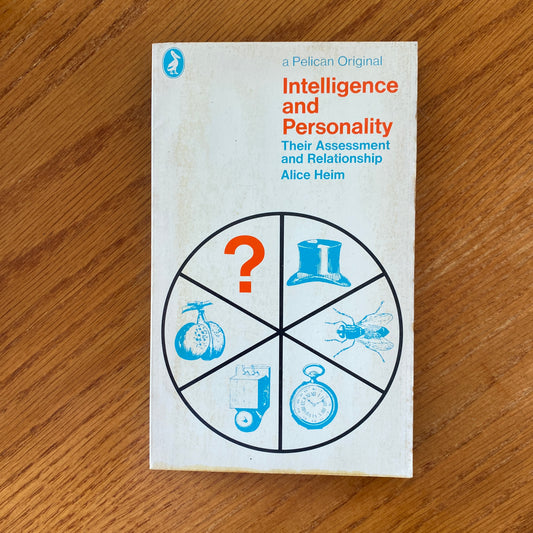 a Pelican Original
Intelligence
and
Personality
Their Assessment
and Relationship
Alice Heim
?